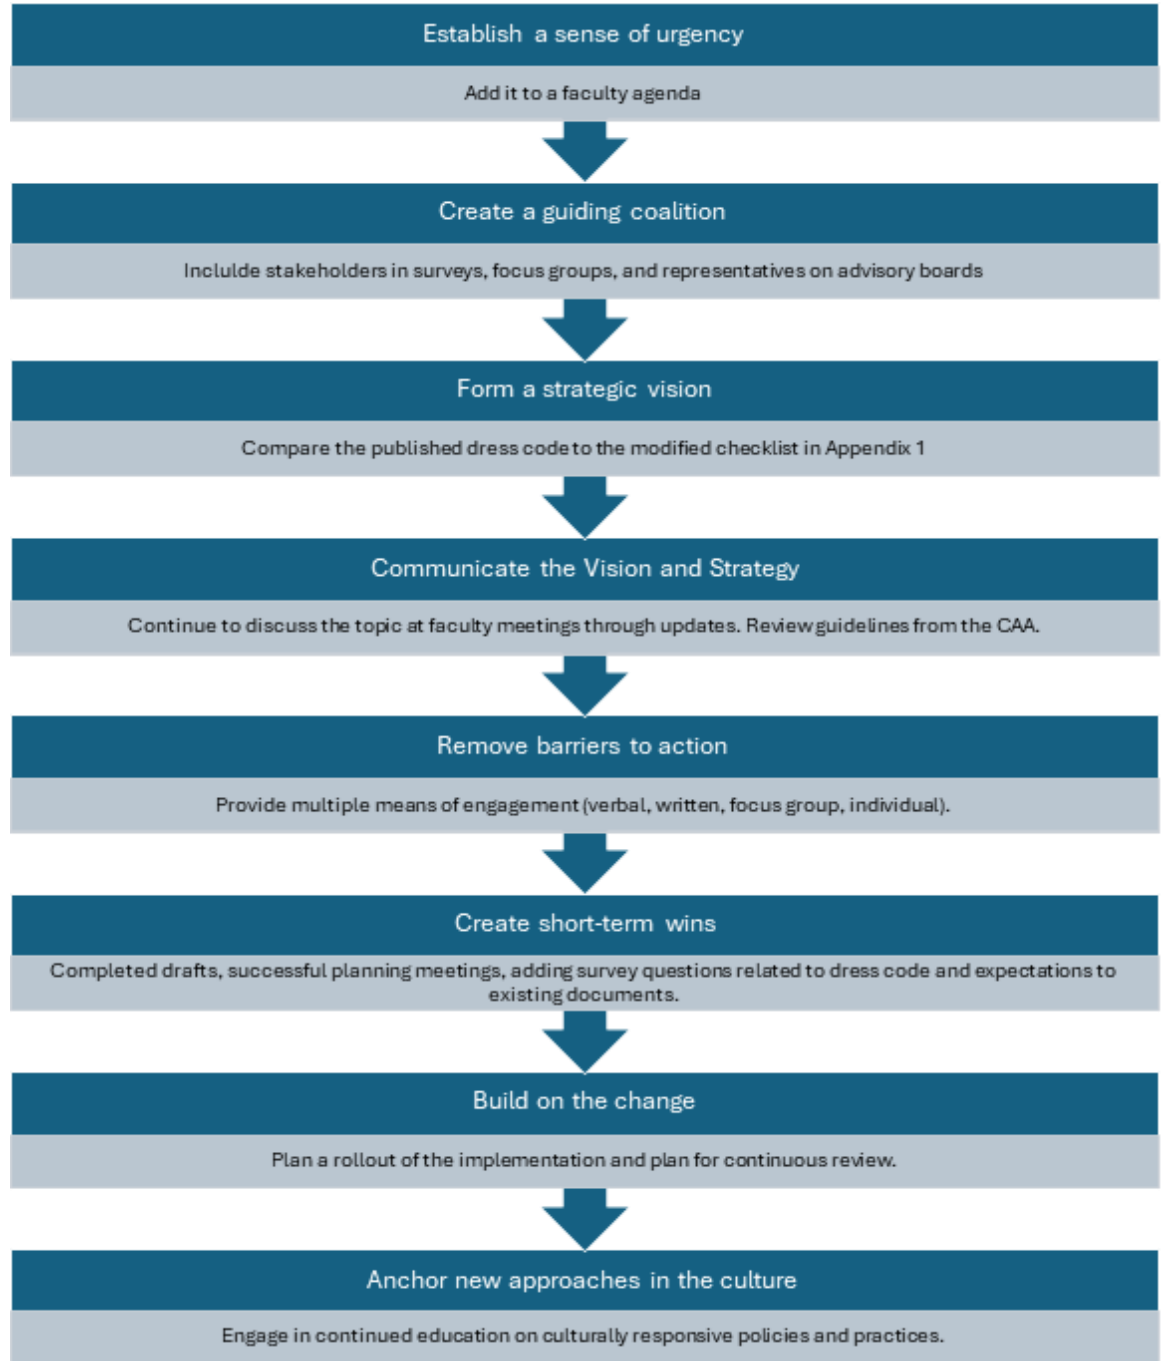 Establish a sense of urgency
Add it to a faculty agenda
Create a guiding coalition
Inclulde stakeholders in surveys, focus groups, and representatives on advisory boards
Form a strategic vision
Compare the published dress code to the modified checklist in Appendix 1
Communicate the Vision and Strategy
Continue to discuss the topic at faculty meetings through updates. Review guidelines from the CAA.
Remove barriers to action
Provide multiple means of engagement (verbal, written, focus group, individual).
Create short-term wins
Completed drafts, successful planning meetings, adding survey questions related to dress code and expectations to
existing documents.
Build on the change
Plan a rollout of the implementation and plan for continuous review.
Anchor new approaches in the culture
Engage in continued education on culturally responsive policies and practices.